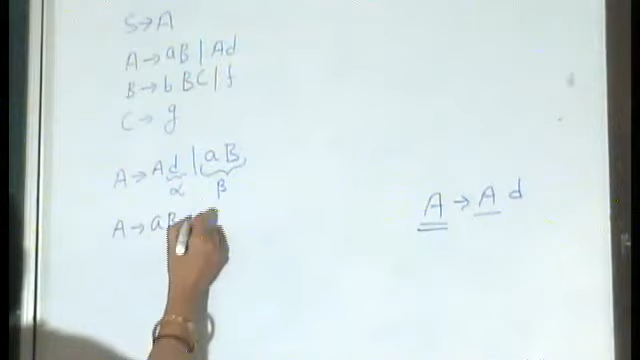 S→A
A→aB|Ad
B→bBC|f
C→g
A→Ad|aB
α β
A → A d
A→aB